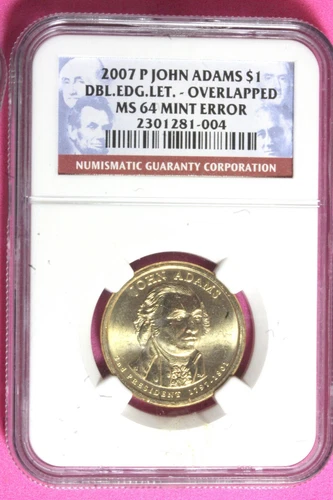 2007 P JOHN ADAMS $1
DBL.EDG.LET. - OVERLAPPED
MS 64 MINT ERROR
2301281-004
NUMISMATIC GUARANTY CORPORATION
JOHN ADAMS
2nd PRESIDENT 1797-1801